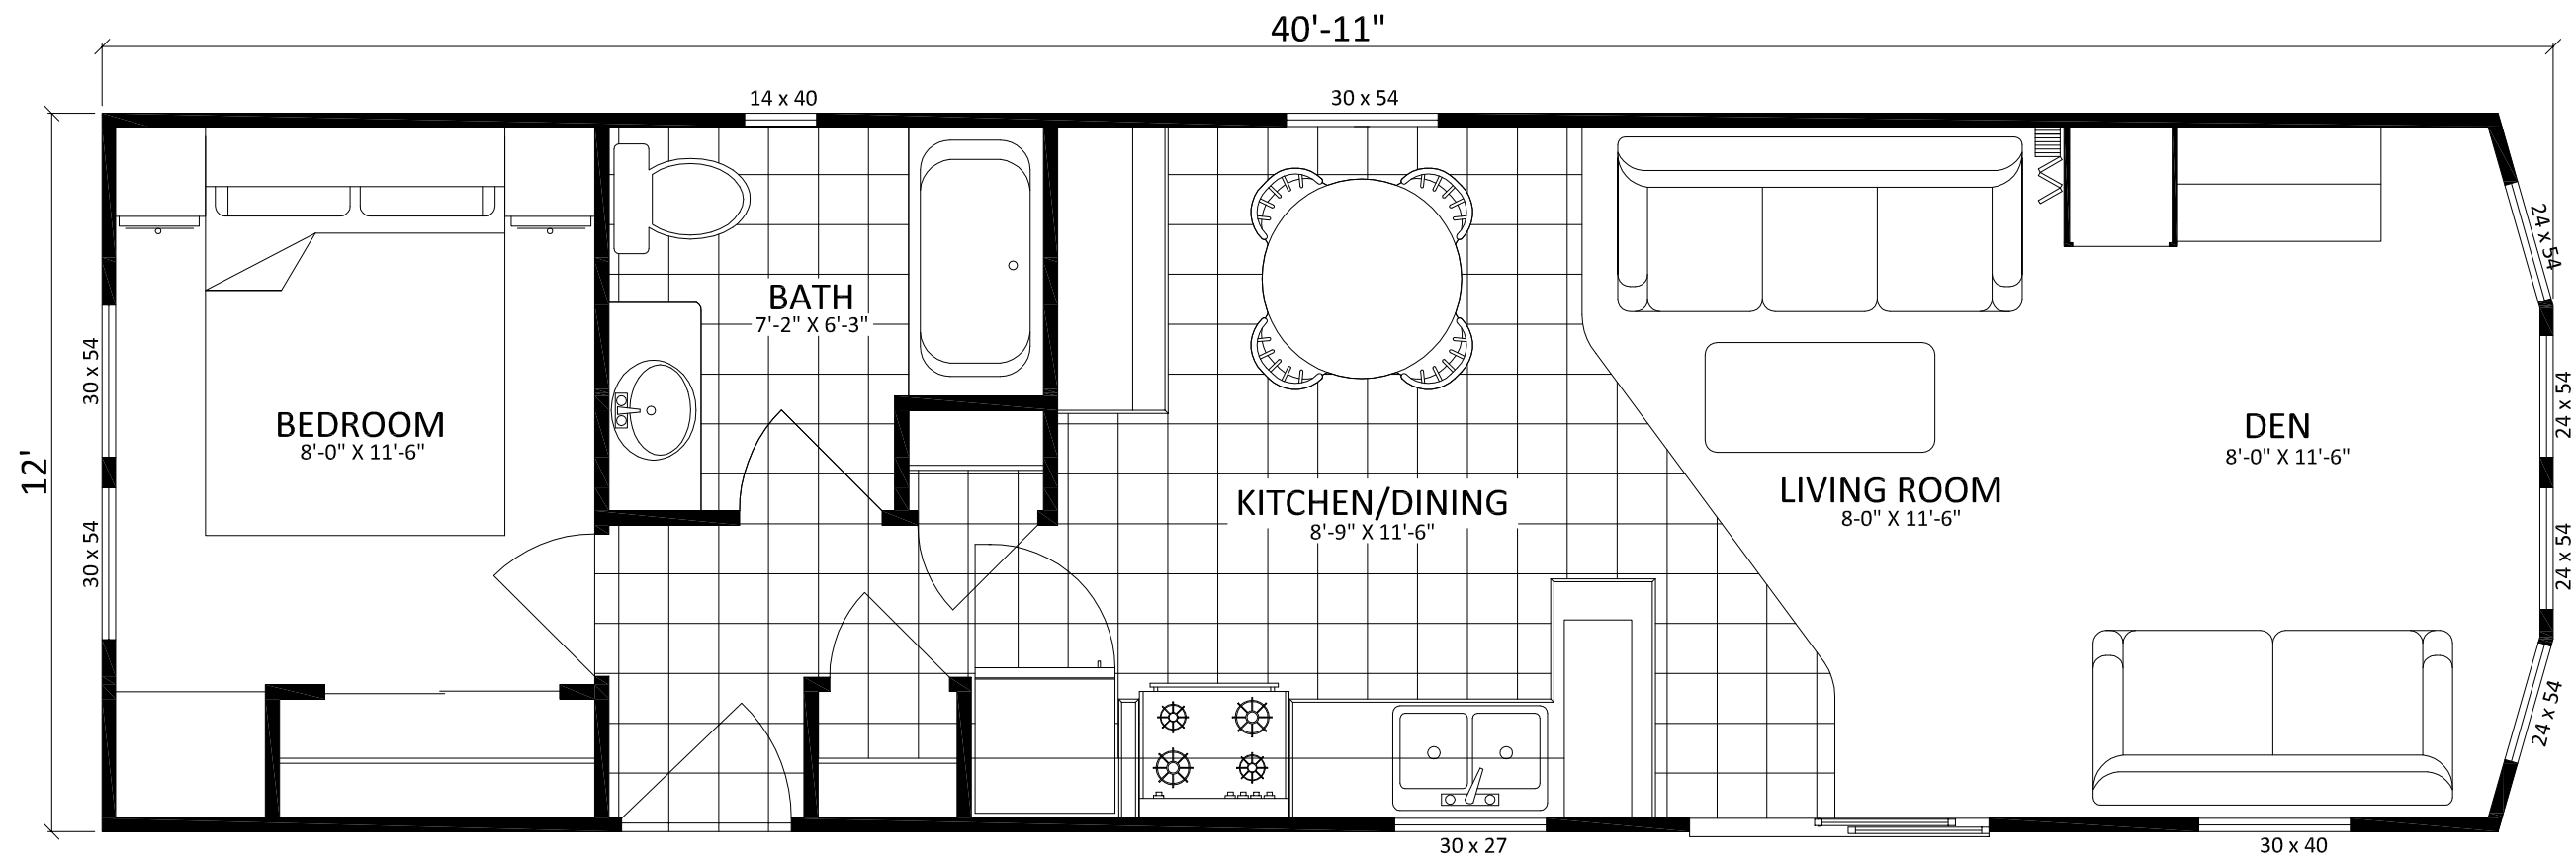 40'-11"
14 x 40
30 x 54
12'
30 x 54
30 x 54
BEDROOM
8'-0" X 11'-6"
BATH
7'-2" X 6'-3"
KITCHEN/DINING
8'-9" X 11'-6"
LIVING ROOM
8-0" X 11'-6"
DEN
8'-0" X 11'-6"
24 x 54
24 x 54
24 x 54
24 x 54
30 x 27
30 x 40